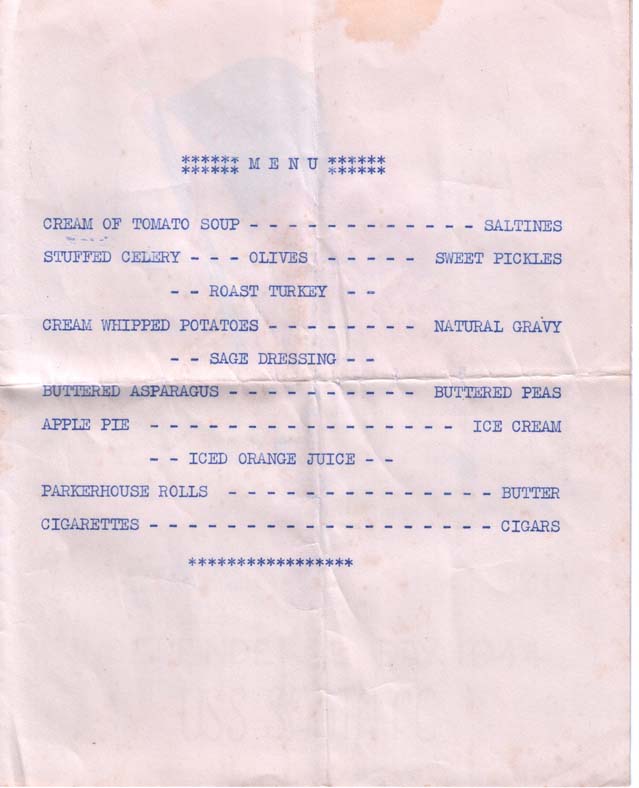 ****** M E N U ******
****** ******
CREAM OF TOMATO SOUP - - - - - - - - - - - - SALTINES
STUFFED CELERY - - - OLIVES - - - - - SWEET PICKLES
- - ROAST TURKEY - -
CREAM WHIPPED POTATOES - - - - - - - - NATURAL GRAVY
- - SAGE DRESSING - -
BUTTERED ASPARAGUS - - - - - - - - - - BUTTERED PEAS
APPLE PIE - - - - - - - - - - - - - - - - ICE CREAM
- - ICED ORANGE JUICE - -
PARKERHOUSE ROLLS - - - - - - - - - - - - - - BUTTER
CIGARETTES - - - - - - - - - - - - - - - - - - CIGARS
*****************